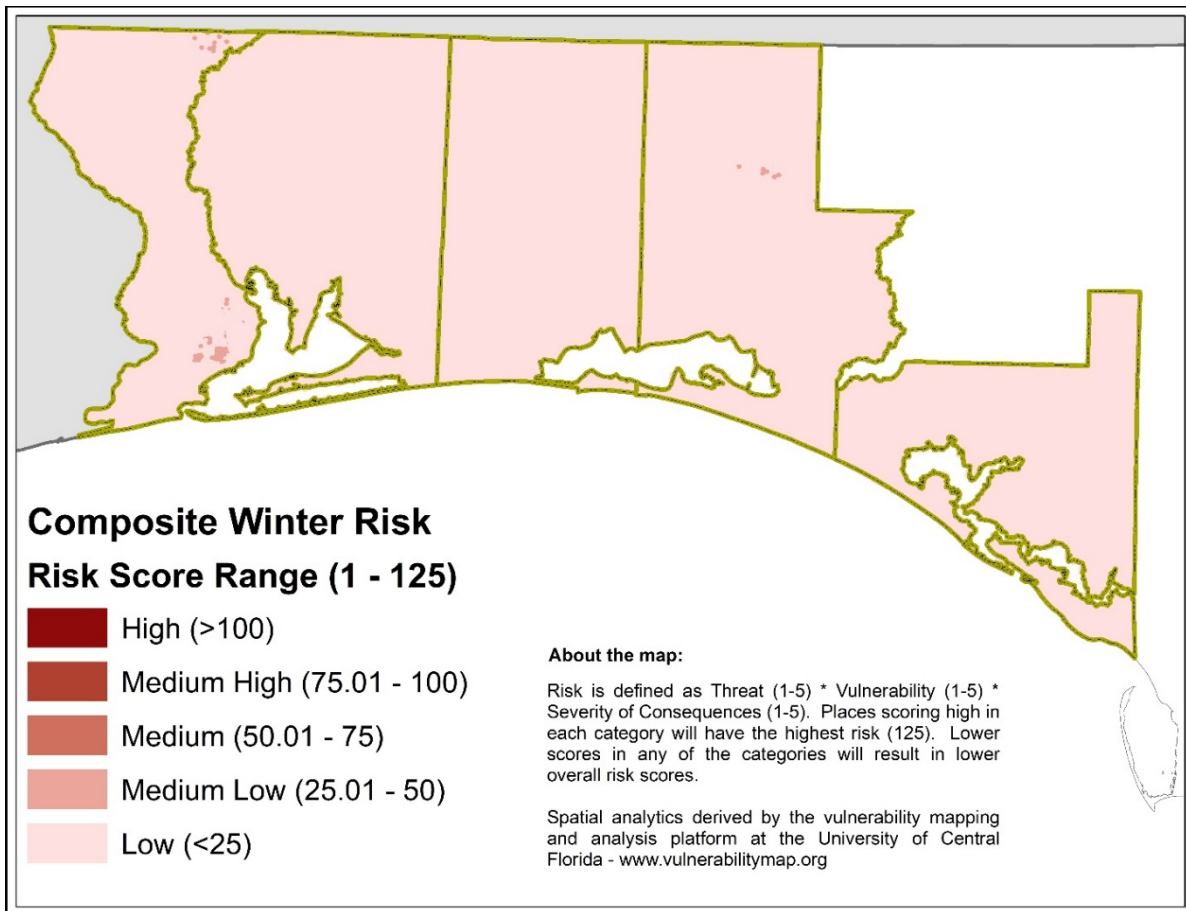 Composite Winter Risk
Risk Score Range (1 - 125)
High (>100)
Medium High (75.01 - 100)
Medium (50.01 - 75)
Medium Low (25.01 - 50)
Low (<25)
About the map:
Risk is defined as Threat (1-5) * Vulnerability (1-5) *
Severity of Consequences (1-5). Places scoring high in
each category will have the highest risk (125). Lower
scores in any of the categories will result in lower
overall risk scores.
Spatial analytics derived by the vulnerability mapping
and analysis platform at the University of Central
Florida - www.vulnerabilitymap.org